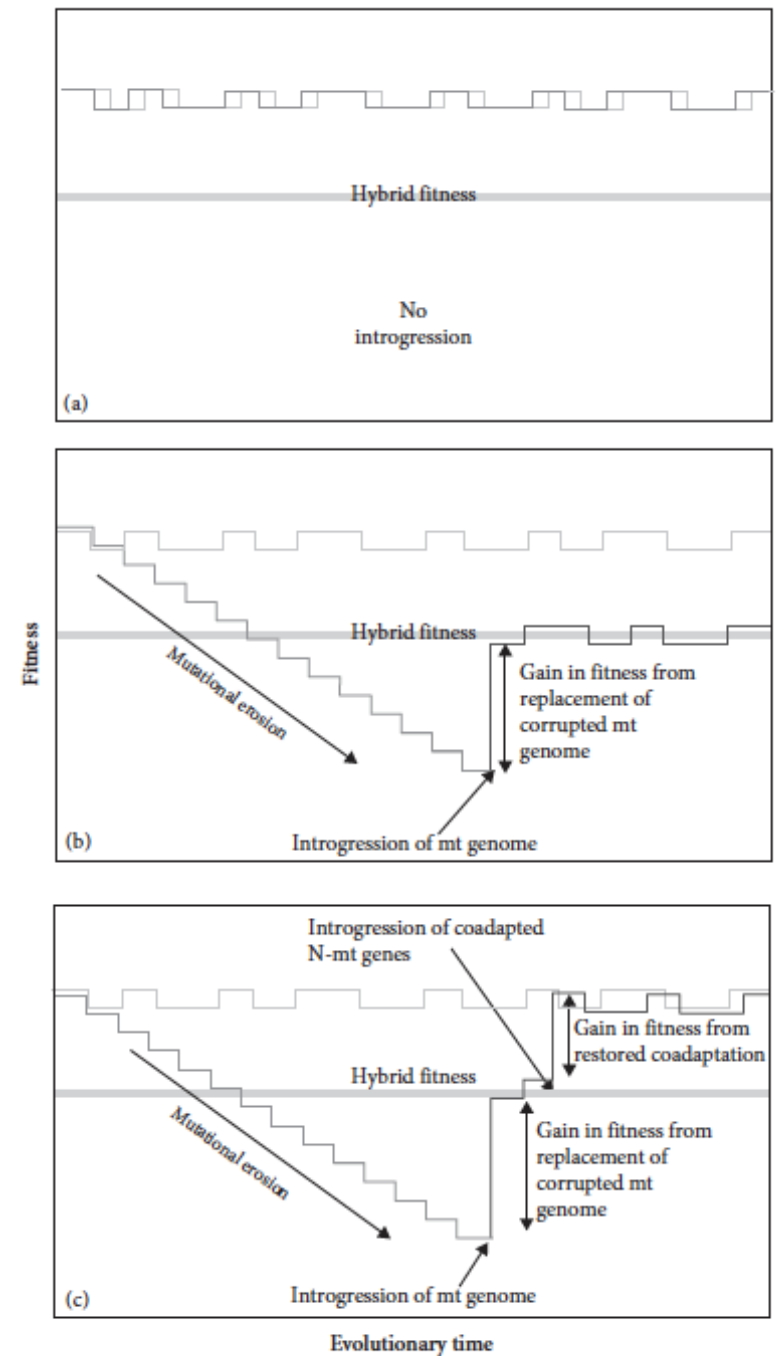 Hybrid fitness
No
introgression
(a)
Fitness
Hybrid fitness
Mutational erosion
Gain in fitness from
replacement of
corrupted mt
genome
Introgression of mt genome
(b)
Introgression of coadapted
N-mt genes
Gain in fitness from
restored coadaptation
Hybrid fitness
Mutational erosion
Gain in fitness from
replacement of
corrupted mt
genome
Introgression of mt genome
(c)
Evolutionary time